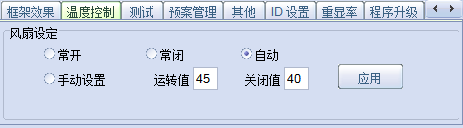 框架效果 温度控制 测试 预案管理 其他 ID 设置 重显率 程序升级
风扇设定
常开 常闭 自动
手动设置 运转值 45 关闭值 40 应用